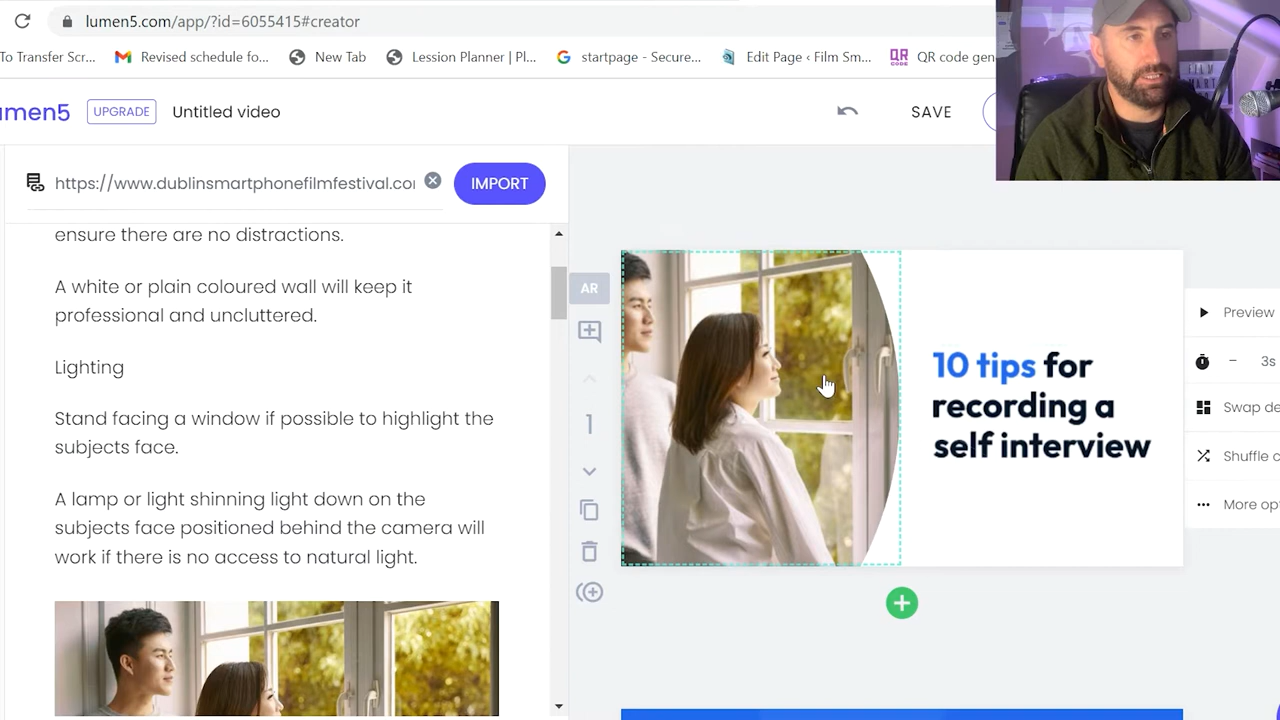 lumen5.com/app/?id=6055415#creator
To Transfer Scr... Revised schedule fo... New Tab Lession Planner | Pl... startpage - Secure... Edit Page ‹ Film Sm... QR CODE QR code gen
umen5 UPGRADE Untitled video SAVE
https://www.dublinsmartphonefilmfestival.co IMPORT
ensure there are no distractions.
A white or plain coloured wall will keep it
professional and uncluttered.
Lighting
Stand facing a window if possible to highlight the
subjects face.
A lamp or light shinning light down on the
subjects face positioned behind the camera will
work if there is no access to natural light.
AR
1
10 tips for
recording a
self interview
Preview
− 3s
Swap de
Shuffle c
More opt
FILM
SMART